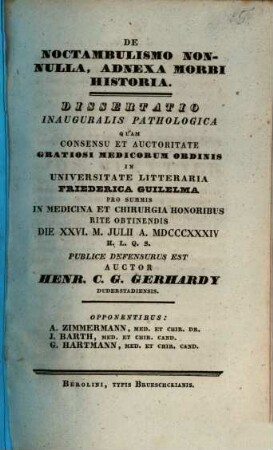 DE
NOCTAMBULISMO NON-
NULLA, ADNEXA MORBI
HISTORIA.
DISSERTATIO
INAUGURALIS PATHOLOGICA
QUAM
CONSENSU ET AUCTORITATE
GRATIOSI MEDICORUM ORDINIS
IN
UNIVERSITATE LITTERARIA
FRIEDERICA GUILELMA
PRO SUMMIS
IN MEDICINA ET CHIRURGIA HONORIBUS
RITE OBTINENDIS
DIE XXVI. M. JULII A. MDCCCXXXIV
H. L. Q. S.
PUBLICE DEFENSURUS EST
AUCTOR
HENR. C. G. GERHARDY
DUDERSTADIENSIS.
OPPONENTIBUS:
A. ZIMMERMANN, MED. ET CHIR. DR.
J. BARTH, MED. ET CHIR. CAND.
G. HARTMANN, MED. ET CHIR. CAND.
BEROLINI, TYPIS BRUESCHCKIANIS.